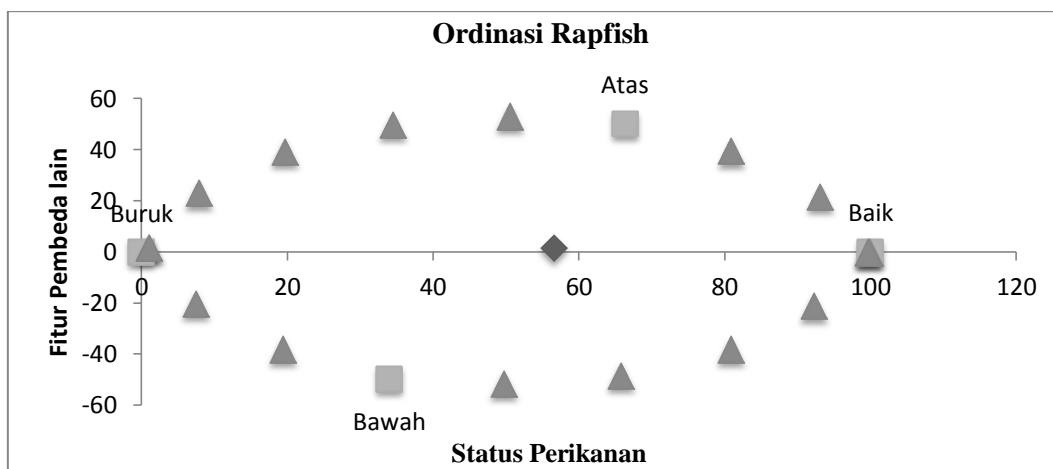 Ordinasi Rapfish
Atas
60
40
20
Buruk
Baik
0
0
20
40
60
80
100
120
-20
-40
-60
Bawah
Fitur Pembeda lain
Status Perikanan